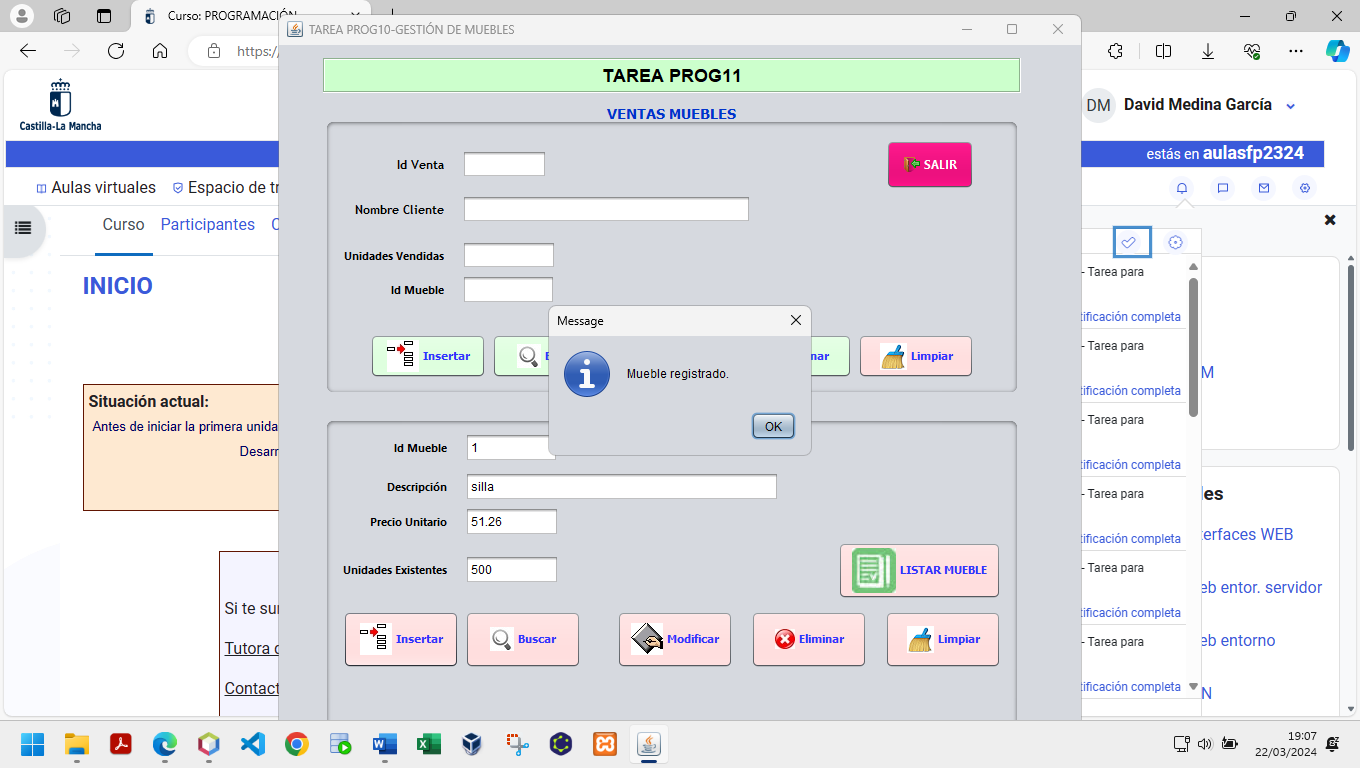 Curso: PROGRAMACIÓN
https:/
TAREA PROG10-GESTIÓN DE MUEBLES
TAREA PROG11
VENTAS MUEBLES
Id Venta
SALIR
Nombre Cliente
Unidades Vendidas
Id Mueble
Insertar
Limpiar
Message
Mueble registrado.
OK
Id Mueble 1
Descripción silla
Precio Unitario 51.26
Unidades Existentes 500
LISTAR MUEBLE
Insertar Buscar Modificar Eliminar Limpiar
Castilla-La Mancha
DM David Medina García
estás en aulasfp2324
Aulas virtuales Espacio de tr
Curso Participantes C
INICIO
Situación actual:
Antes de iniciar la primera unida
Desarr
Si te sur
Tutora d
Contact
- Tarea para
tificación completa
- Tarea para
tificación completa
- Tarea para
tificación completa
- Tarea para
tificación completa
- Tarea para
tificación completa
- Tarea para
tificación completa
M
es
erfaces WEB
eb entor. servidor
eb entorno
N
19:07
22/03/2024